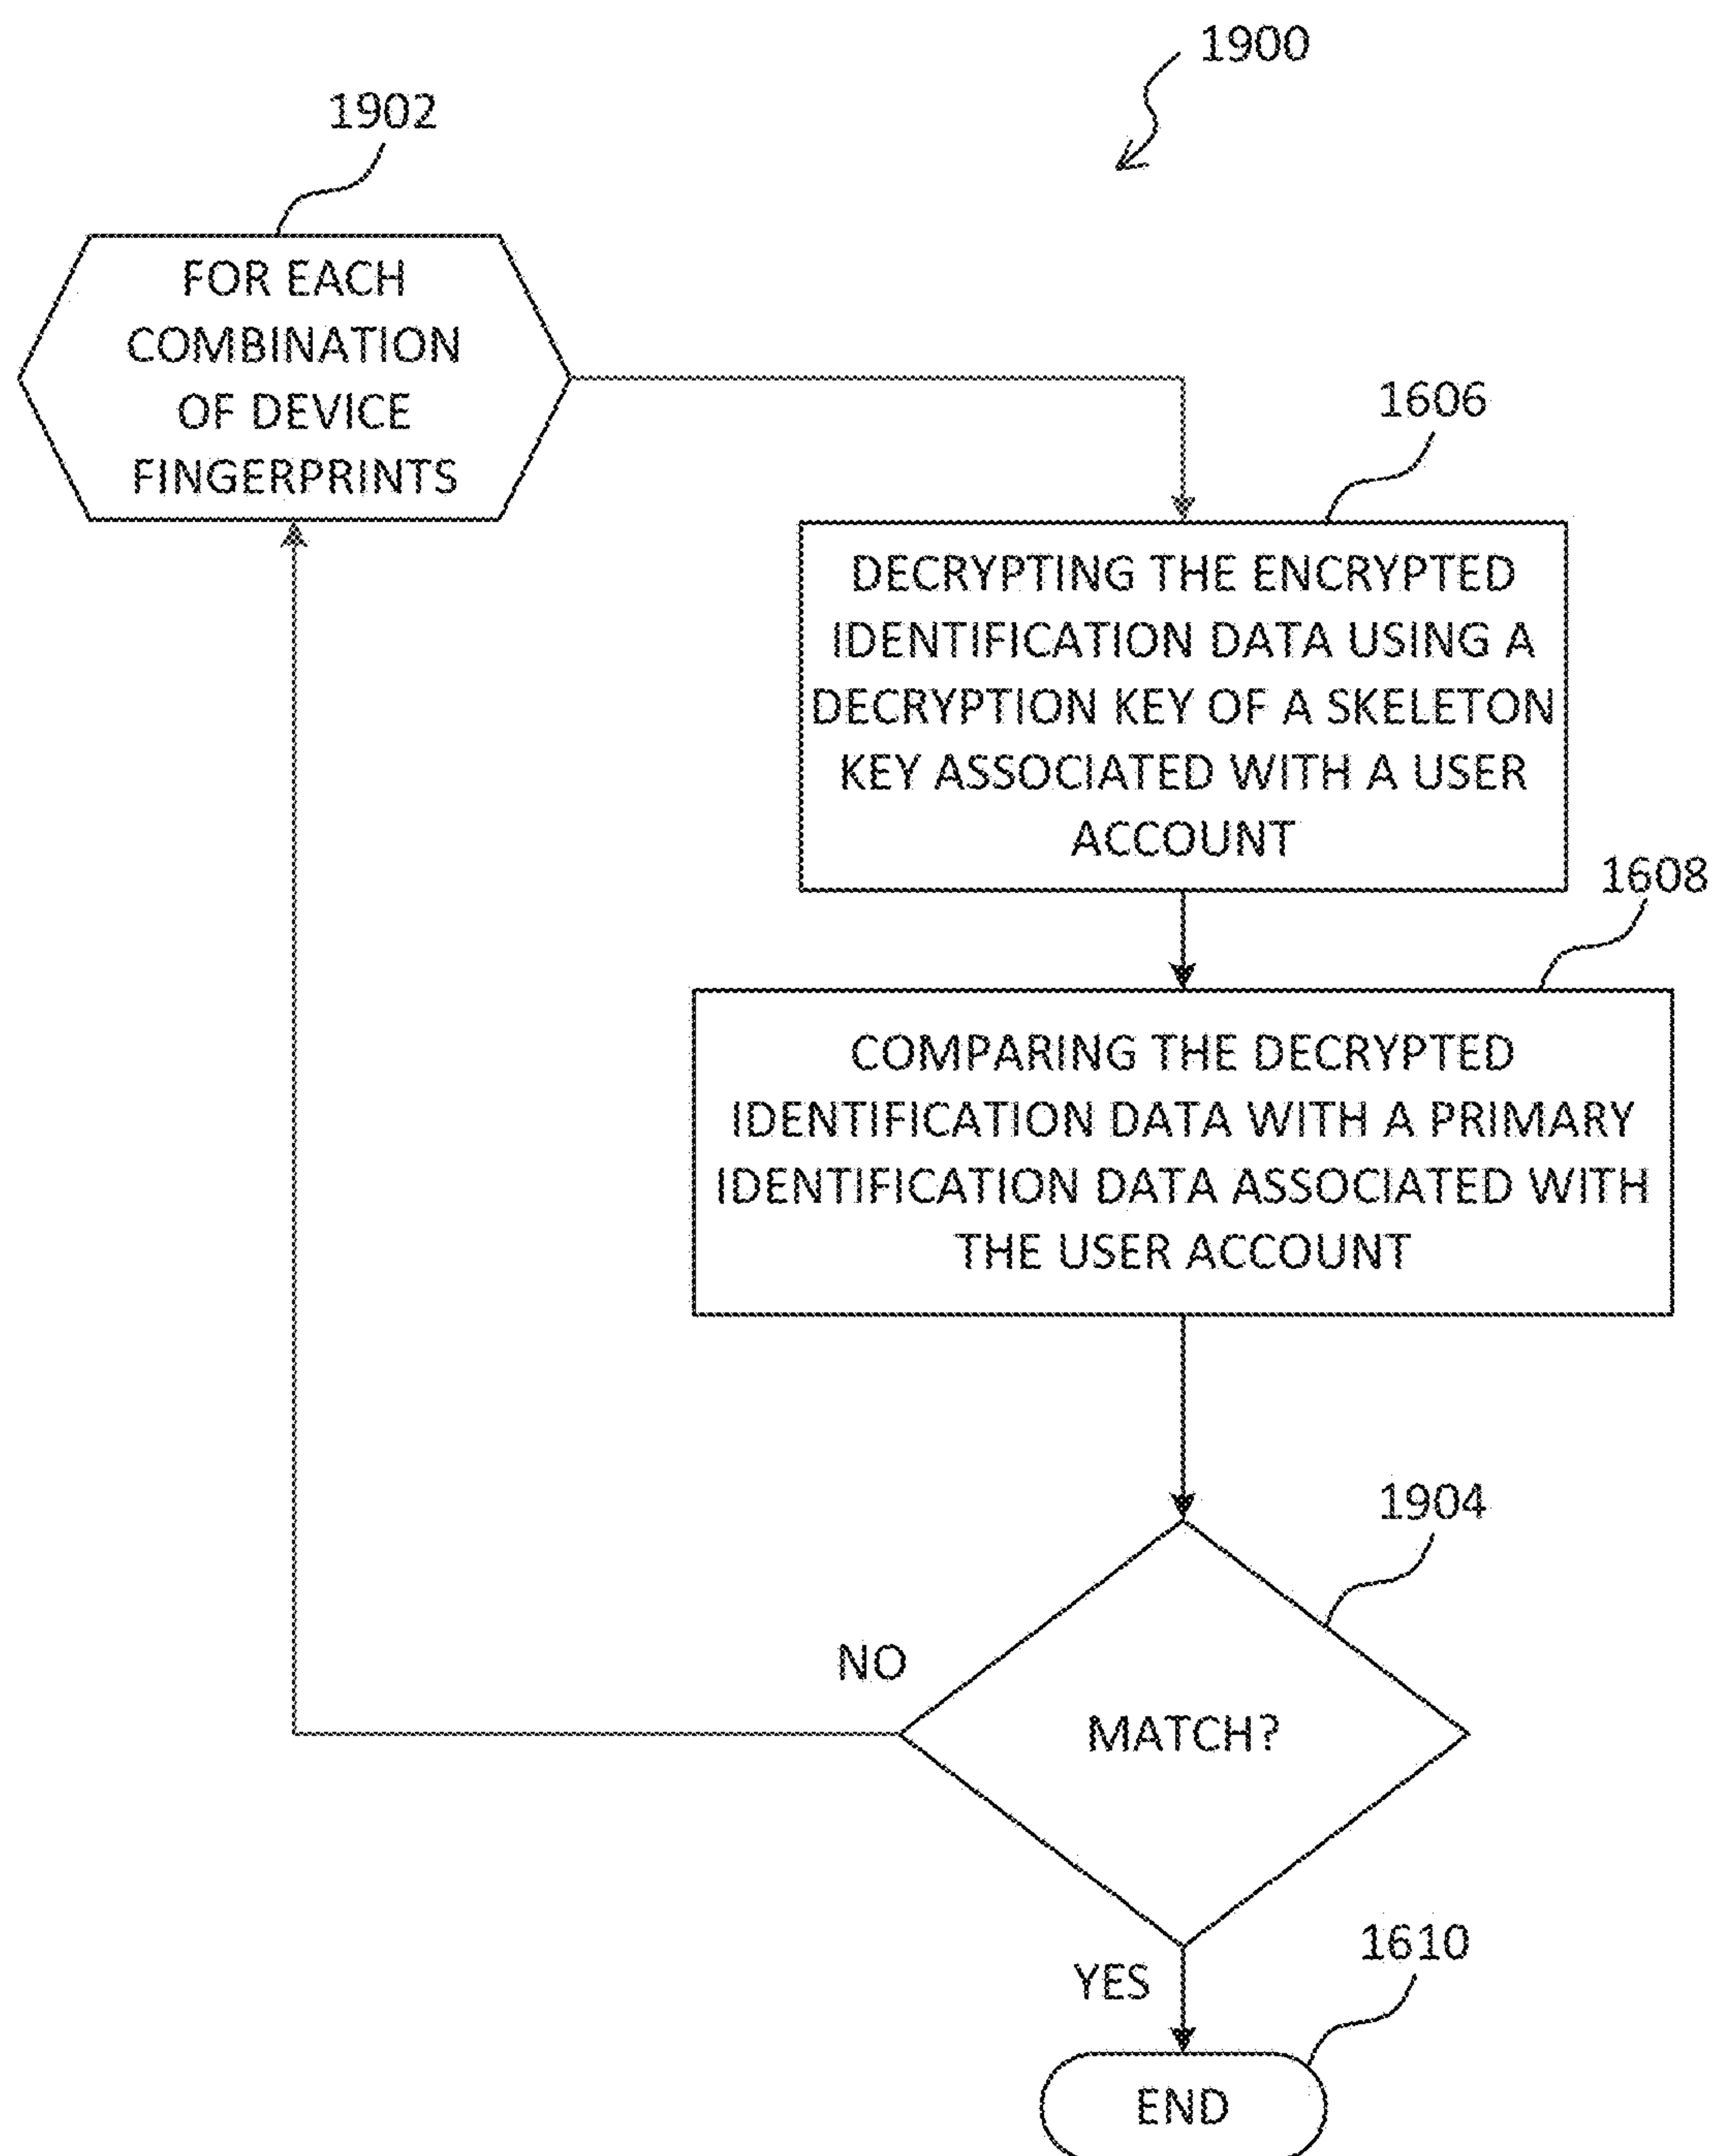 1900
1902
FOR EACH
COMBINATION
OF DEVICE
FINGERPRINTS
1606
DECRYPTING THE ENCRYPTED
IDENTIFICATION DATA USING A
DECRYPTION KEY OF A SKELETON
KEY ASSOCIATED WITH A USER
ACCOUNT
1608
COMPARING THE DECRYPTED
IDENTIFICATION DATA WITH A PRIMARY
IDENTIFICATION DATA ASSOCIATED WITH
THE USER ACCOUNT
1904
NO
MATCH?
YES
1610
END